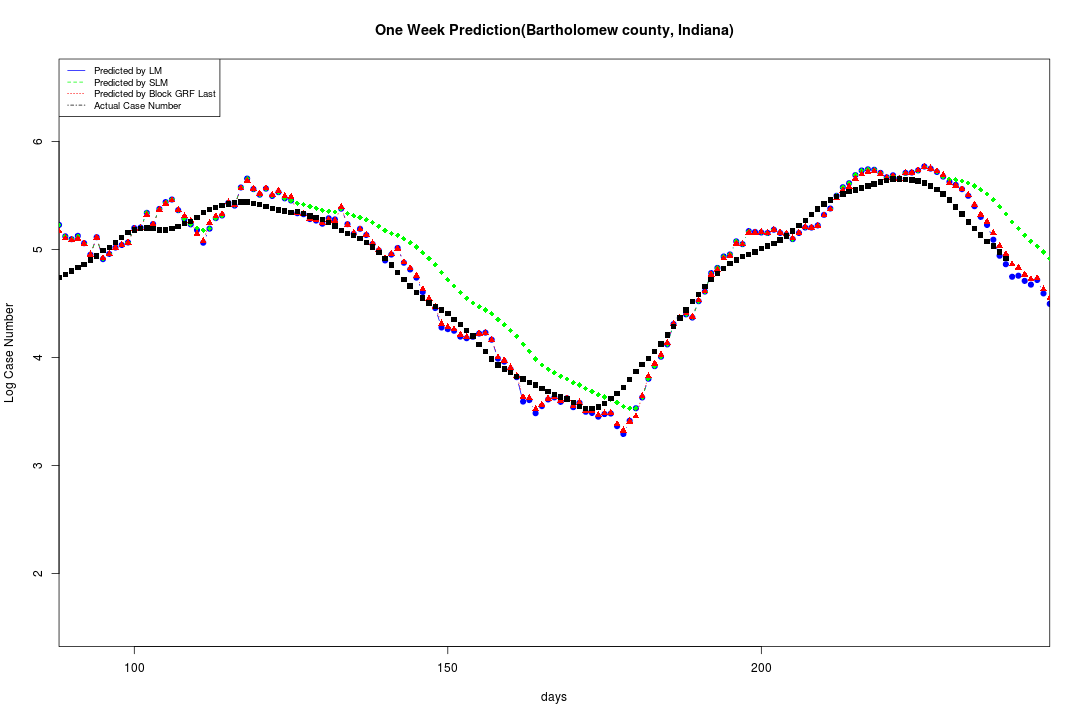 One Week Prediction(Bartholomew county, Indiana)
Predicted by LM
Predicted by SLM
Predicted by Block GRF Last
Actual Case Number
6
5
4
3
2
Log Case Number
100
150
200
days